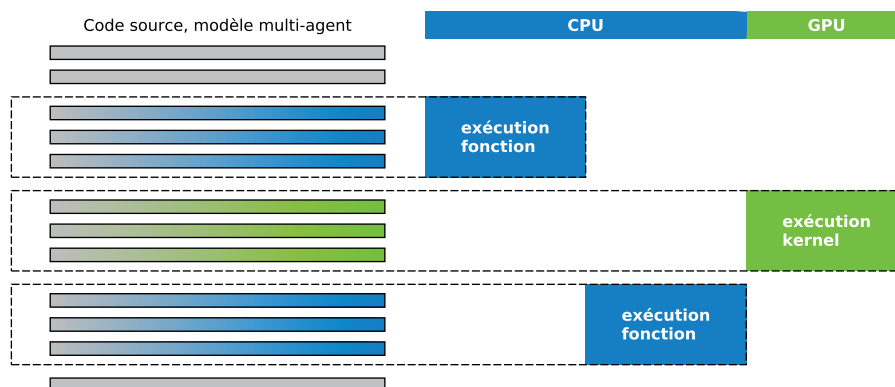 Code source, modèle multi-agent
CPU
GPU
exécution
fonction
exécution
kernel
exécution
fonction